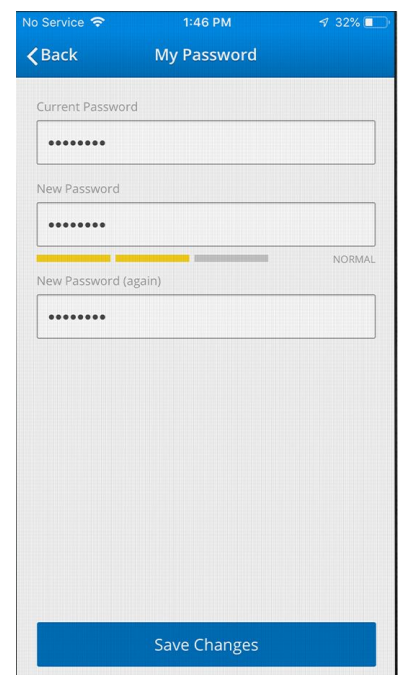 No Service 1:46 PM 32%
Back My Password
Current Password
••••••••
New Password
••••••••
NORMAL
New Password (again)
••••••••
Save Changes